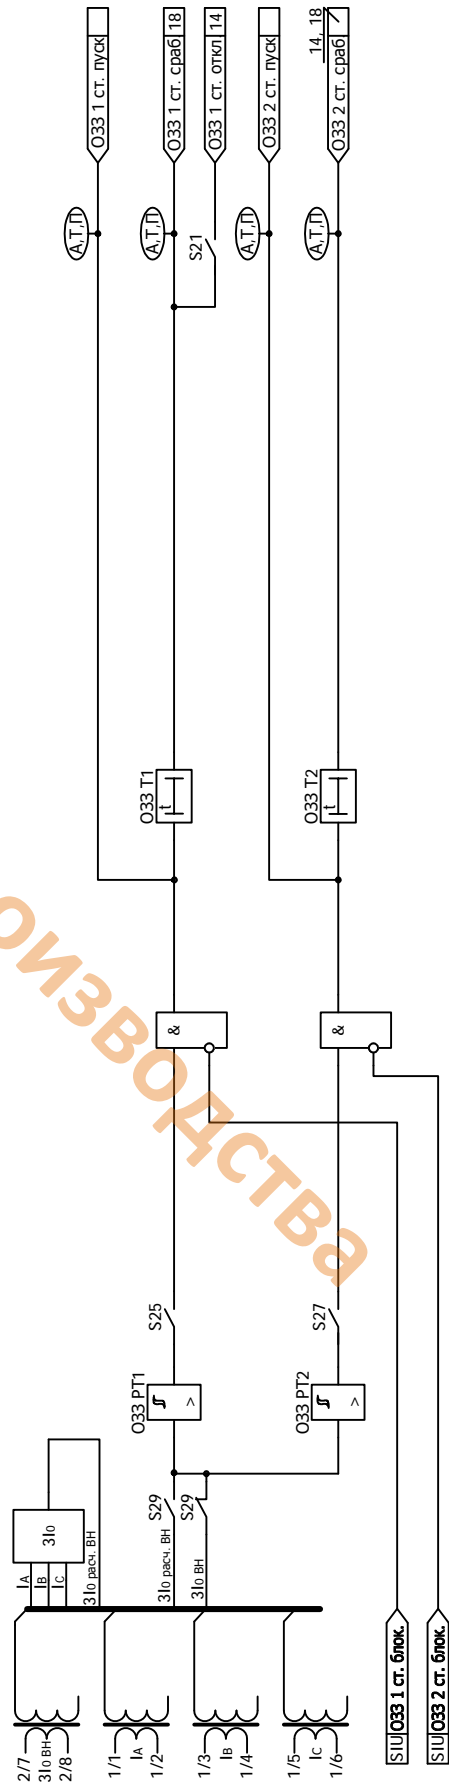 2/7
3I0 ВН
2/8
1/1
IA
1/2
1/3
IB
1/4
1/5
IC
1/6
IA
IB
IC
3I0
3I0 расч. ВН
3I0 расч. ВН
3I0 ВН
S29
S29
ОЗЗ РТ1
>
S25
ОЗЗ РТ2
>
S27
&
&
ОЗЗ Т1
t
ОЗЗ Т2
t
S21
А,Т,П
А,Т,П
А,Т,П
А,Т,П
ОЗЗ 1 ст. пуск
ОЗЗ 1 ст. сраб 18
ОЗЗ 1 ст. откл 14
ОЗЗ 2 ст. пуск
ОЗЗ 2 ст. сраб
14, 18
SIU ОЗЗ 1 ст. блок.
SIU ОЗЗ 2 ст. блок.
оизводства